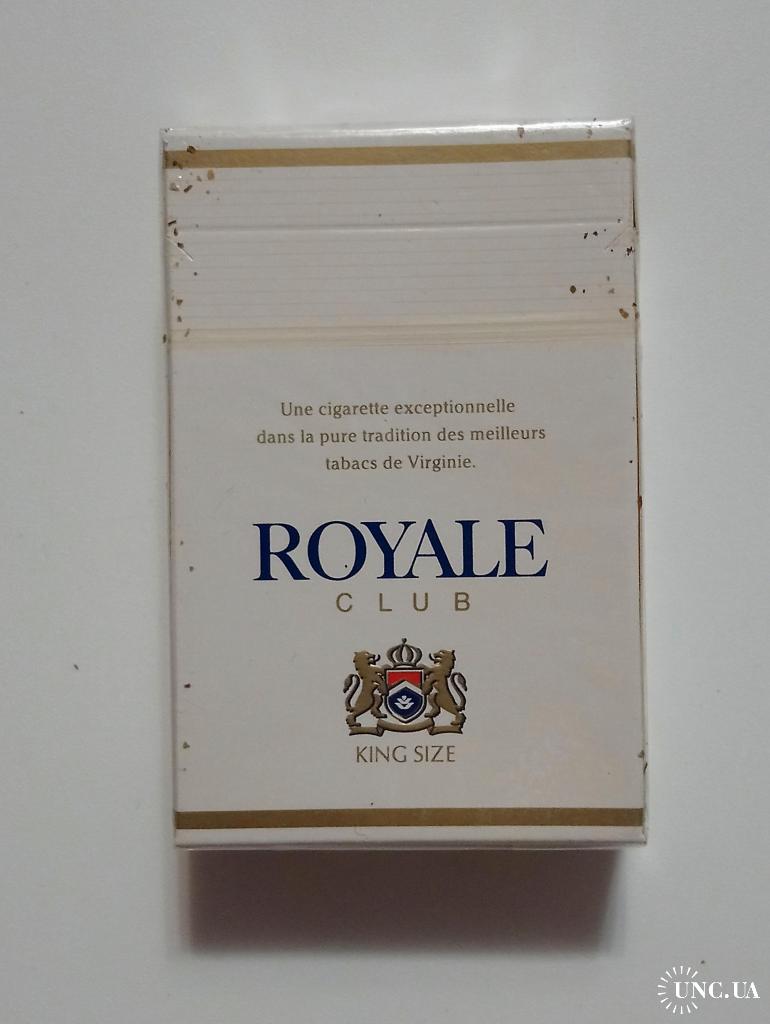 Une cigarette exceptionnelle
dans la pure tradition des meilleurs
tabacs de Virginie.
ROYALE
CLUB
KING SIZE
UNC.UA